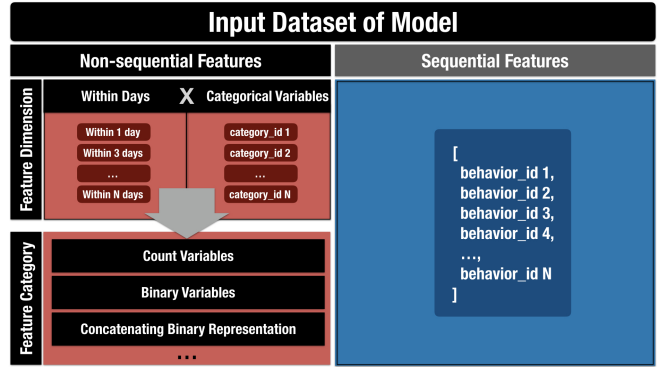 Input Dataset of Model
Non-sequential Features
Sequential Features
Feature Dimension
Within Days X Categorical Variables
Within 1 day
Within 3 days
...
Within N days
category_id 1
category_id 2
...
category_id N
Feature Category
Count Variables
Binary Variables
Concatenating Binary Representation
...
[
behavior_id 1,
behavior_id 2,
behavior_id 3,
behavior_id 4,
...,
behavior_id N
]